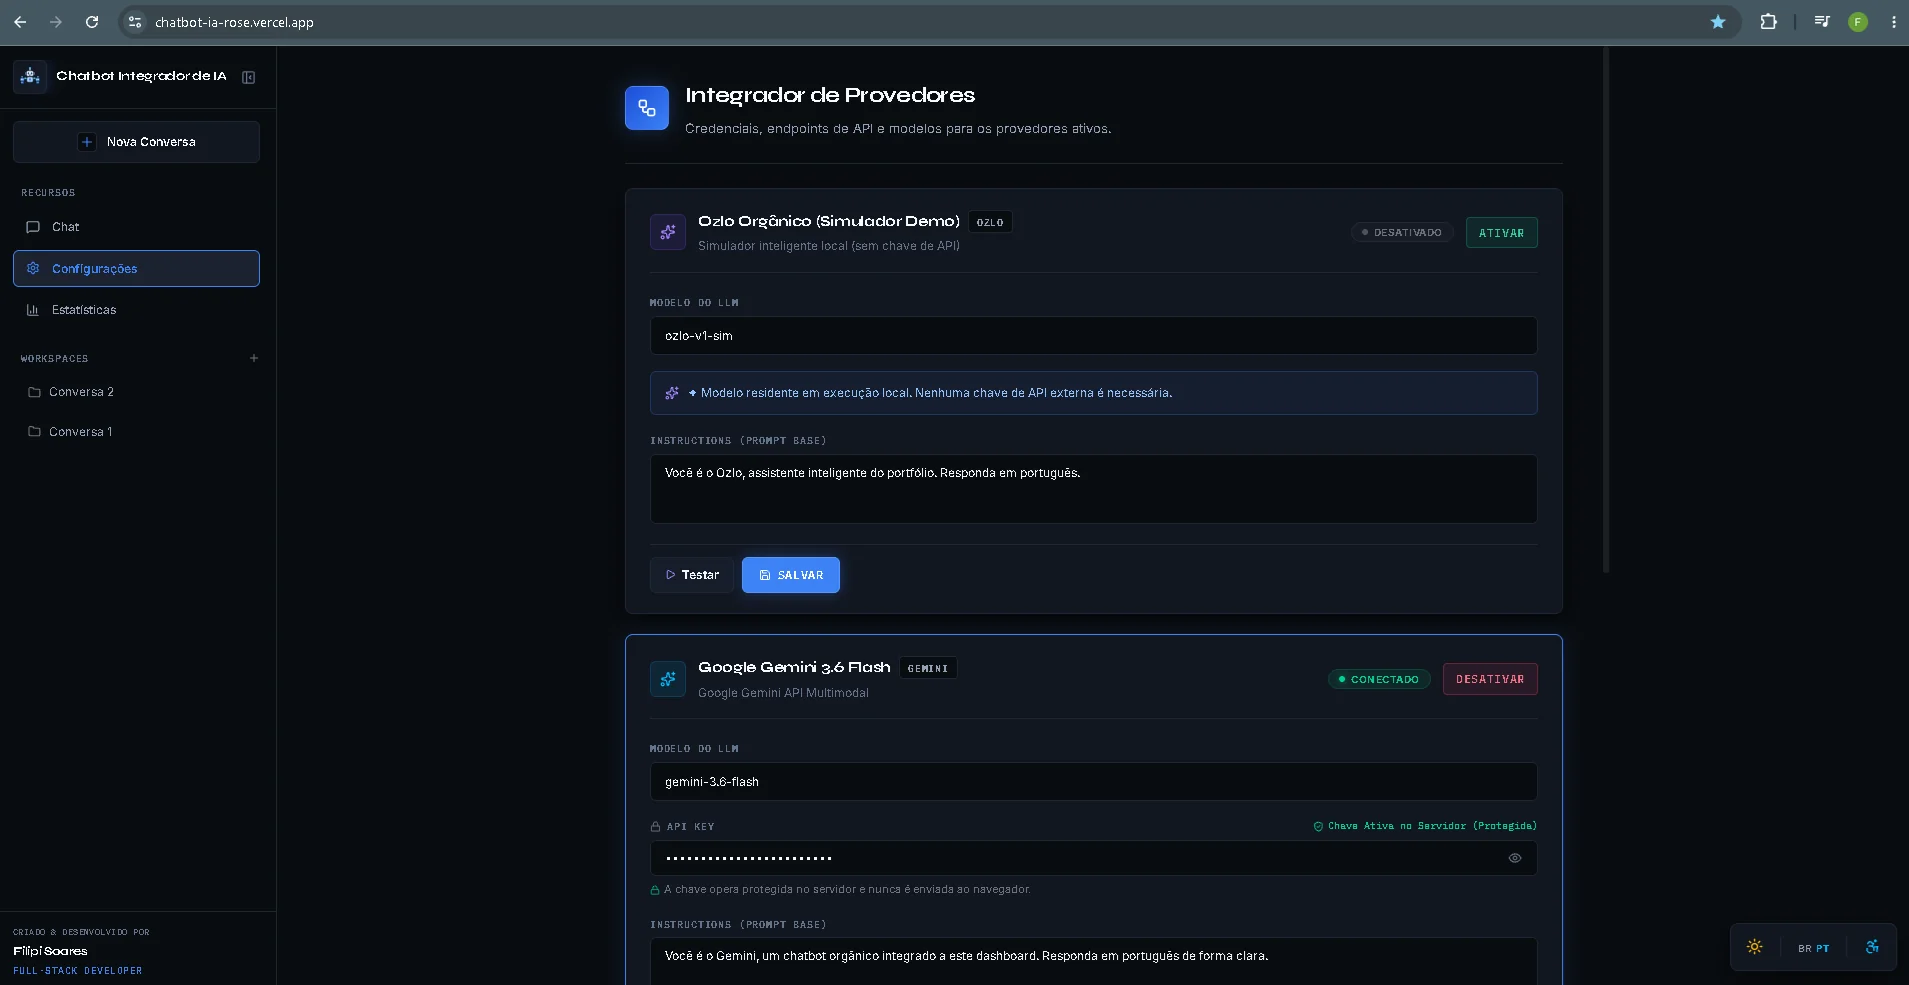 chatbot-ia-rose.vercel.app
F
Chatbot Integrador de IA
Nova Conversa
RECURSOS
Chat
Configurações
Estatísticas
WORKSPACES
Conversa 2
Conversa 1
CRIADO & DESENVOLVIDO POR
Filipi Soares
FULL-STACK DEVELOPER
Integrador de Provedores
Credenciais, endpoints de API e modelos para os provedores ativos.
Ozlo Orgânico (Simulador Demo) OZLO
Simulador inteligente local (sem chave de API)
DESATIVADO
ATIVAR
MODELO DO LLM
ozlo-v1-sim
✦ Modelo residente em execução local. Nenhuma chave de API externa é necessária.
INSTRUCTIONS (PROMPT BASE)
Você é o Ozlo, assistente inteligente do portfólio. Responda em português.
Testar
SALVAR
Google Gemini 3.6 Flash GEMINI
Google Gemini API Multimodal
CONECTADO
DESATIVAR
MODELO DO LLM
gemini-3.6-flash
API KEY
Chave Ativa no Servidor (Protegida)
••••••••••••••••••••••••
A chave opera protegida no servidor e nunca é enviada ao navegador.
INSTRUCTIONS (PROMPT BASE)
Você é o Gemini, um chatbot orgânico integrado a este dashboard. Responda em português de forma clara.
BR PT